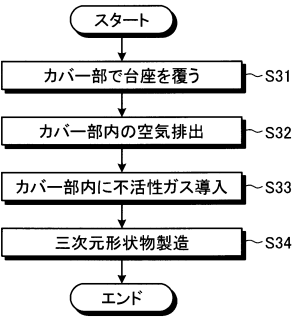 スタート
カバー部で台座を覆う
S31
カバー部内の空気排出
S32
カバー部内に不活性ガス導入
S33
三次元形状物製造
S34
エンド